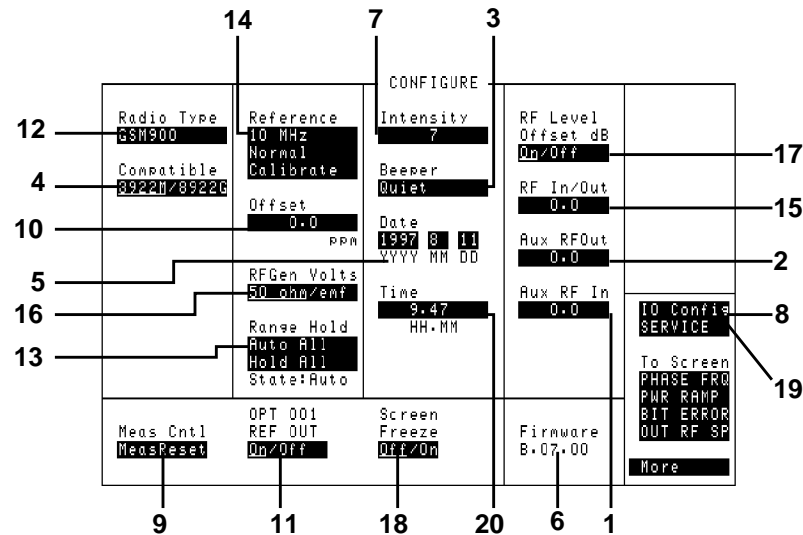 14
7
3
CONFIGURE
Radio Type
GSM900
Compatible
8922M/8922G
Reference
10 MHz
Normal
Calibrate
Offset
0.0
PPM
RFGen Volts
50 ohm/emf
Range Hold
Auto All
Hold All
State:Auto
Intensity
7
Beeper
Quiet
Date
1997 8 11
YYYY MM DD
Time
9.47
HH.MM
RF Level
Offset dB
On/Off
RF In/Out
0.0
Aux RFOut
0.0
Aux RF In
0.0
IO Config
SERVICE
To Screen
PHASE FRQ
PWR RAMP
BIT ERROR
OUT RF SP
More
Meas Cntl
MeasReset
OPT 001
REF OUT
On/Off
Screen
Freeze
Off/On
Firmware
B.07.00
12
4
10
5
16
13
17
15
2
8
19
9
11
18
20
6
1